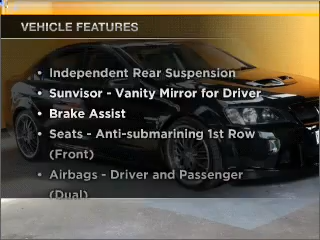 VEHICLE FEATURES
• Independent Rear Suspension
• Sunvisor - Vanity Mirror for Driver
• Brake Assist
• Seats - Anti-submarining 1st Row
(Front)
• Airbags - Driver and Passenger
(Dual)